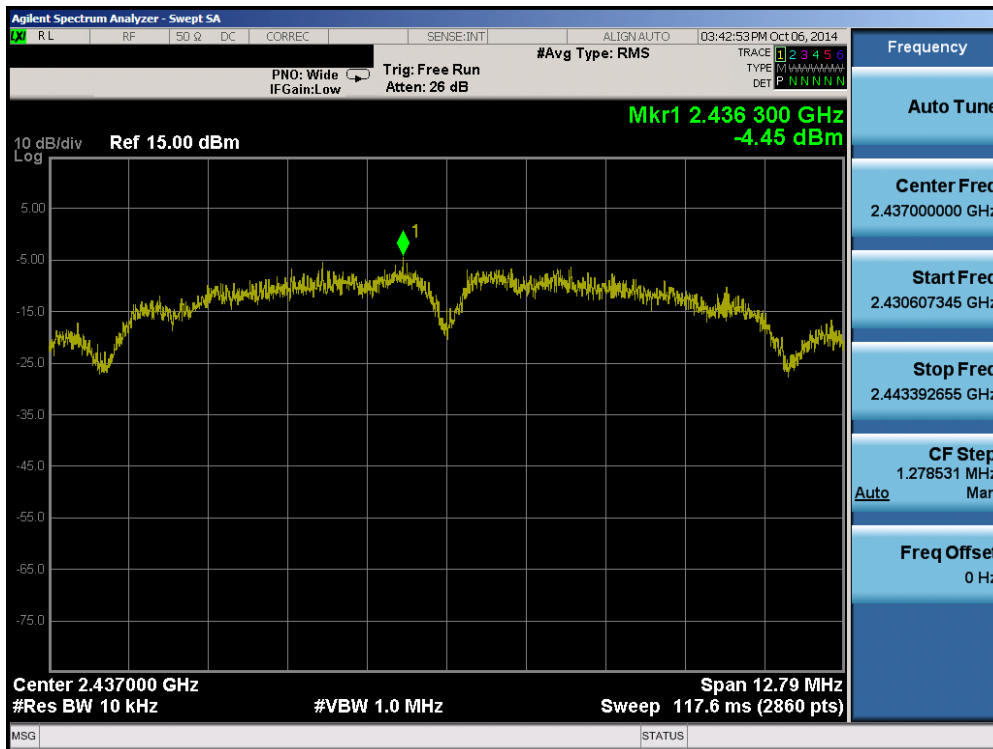 Agilent Spectrum Analyzer - Swept SA
LXI RL RF 50 Ω DC CORREC SENSE:INT ALIGNAUTO 03:42:53PM Oct 06, 2014
#Avg Type: RMS
TRACE 1 2 3 4 5 6
TYPE M WWWWW
DET P N N N N N
PNO: Wide
IFGain:Low
Trig: Free Run
Atten: 26 dB
Mkr1 2.436 300 GHz
-4.45 dBm
10 dB/div
Log
Ref 15.00 dBm
1
5.00
-5.00
-15.0
-25.0
-35.0
-45.0
-55.0
-65.0
-75.0
Center 2.437000 GHz
Span 12.79 MHz
#Res BW 10 kHz
#VBW 1.0 MHz
Sweep 117.6 ms (2860 pts)
MSG
STATUS
Frequency
Auto Tune
Center Freq
2.437000000 GHz
Start Freq
2.430607345 GHz
Stop Freq
2.443392655 GHz
CF Step
1.278531 MHz
Auto Man
Freq Offset
0 Hz